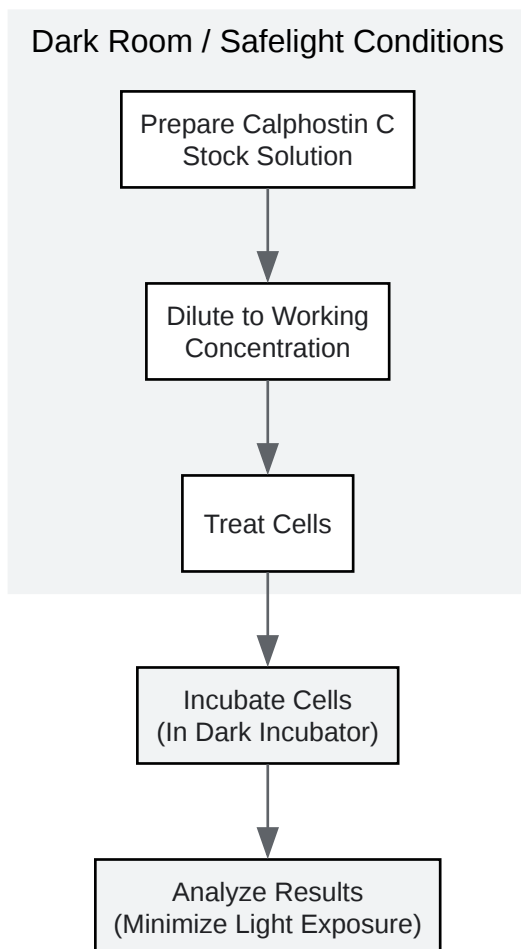 Dark Room / Safelight Conditions
Prepare Calphostin C
Stock Solution
Dilute to Working
Concentration
Treat Cells
Incubate Cells
(In Dark Incubator)
Analyze Results
(Minimize Light Exposure)